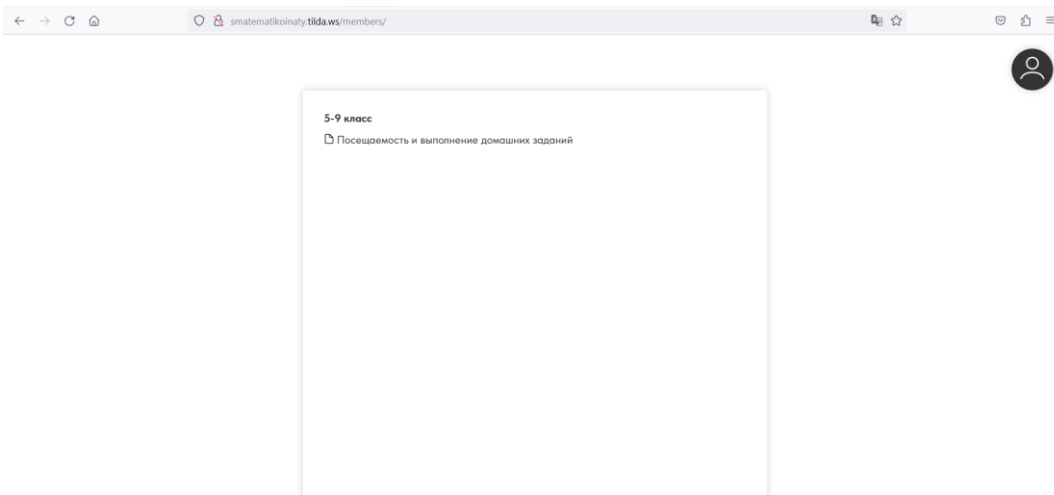 smatematikoinaty.tilda.ws/members/
5-9 класс
Посещаемость и выполнение домашних заданий